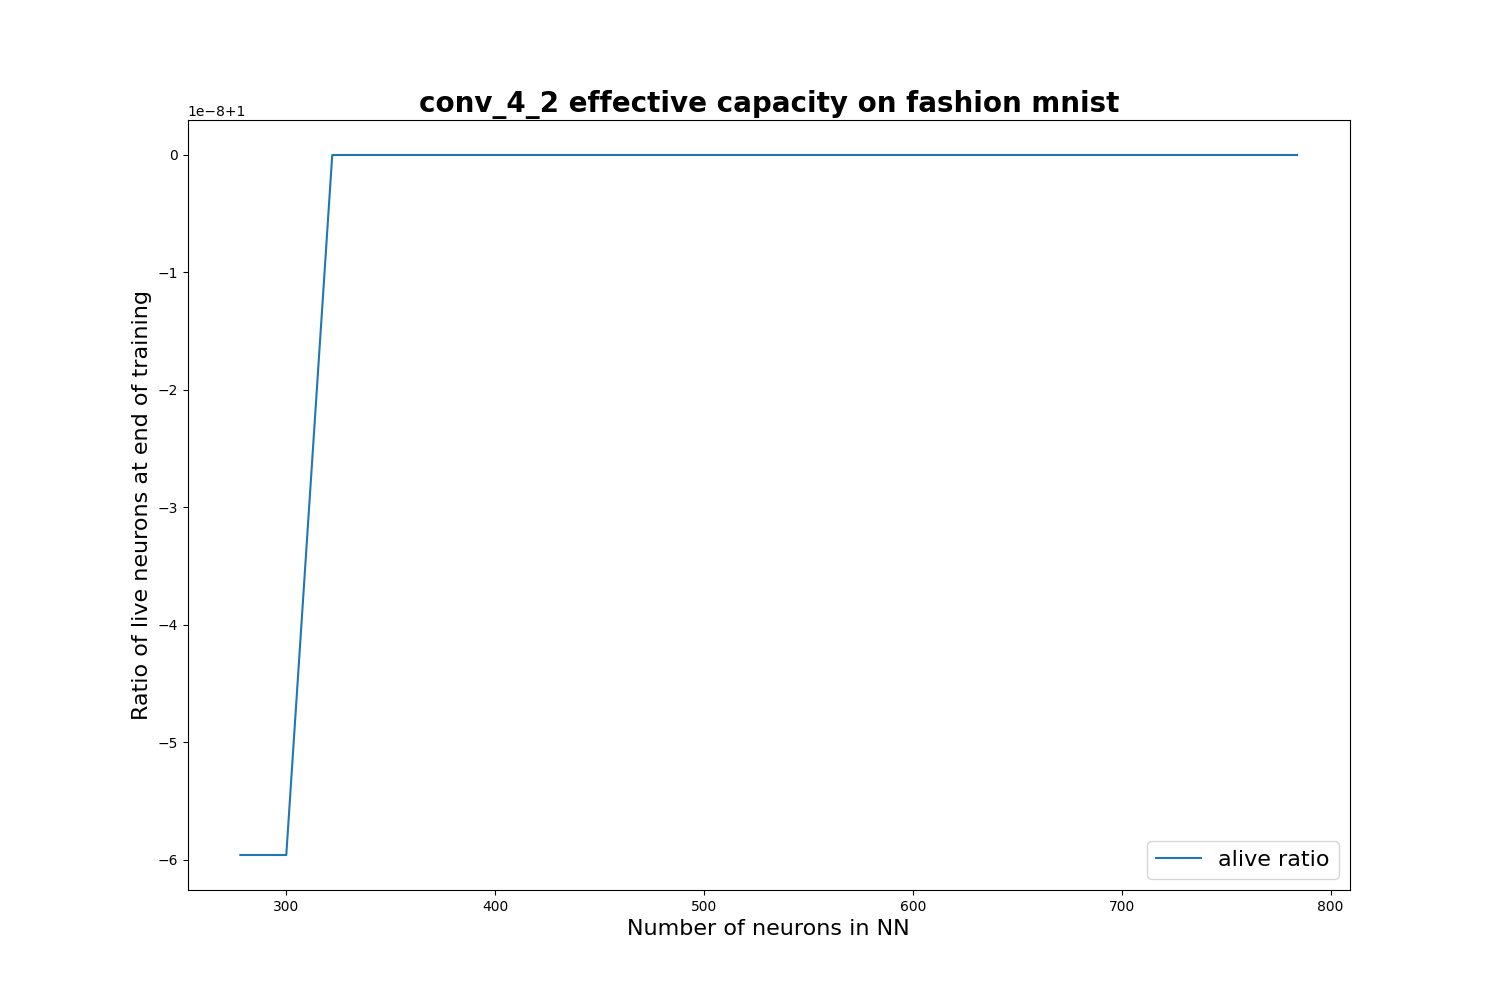 conv_4_2 effective capacity on fashion mnist
1e−8+1
0
−1
−2
−3
−4
−5
−6
Ratio of live neurons at end of training
300 400 500 600 700 800
Number of neurons in NN
alive ratio